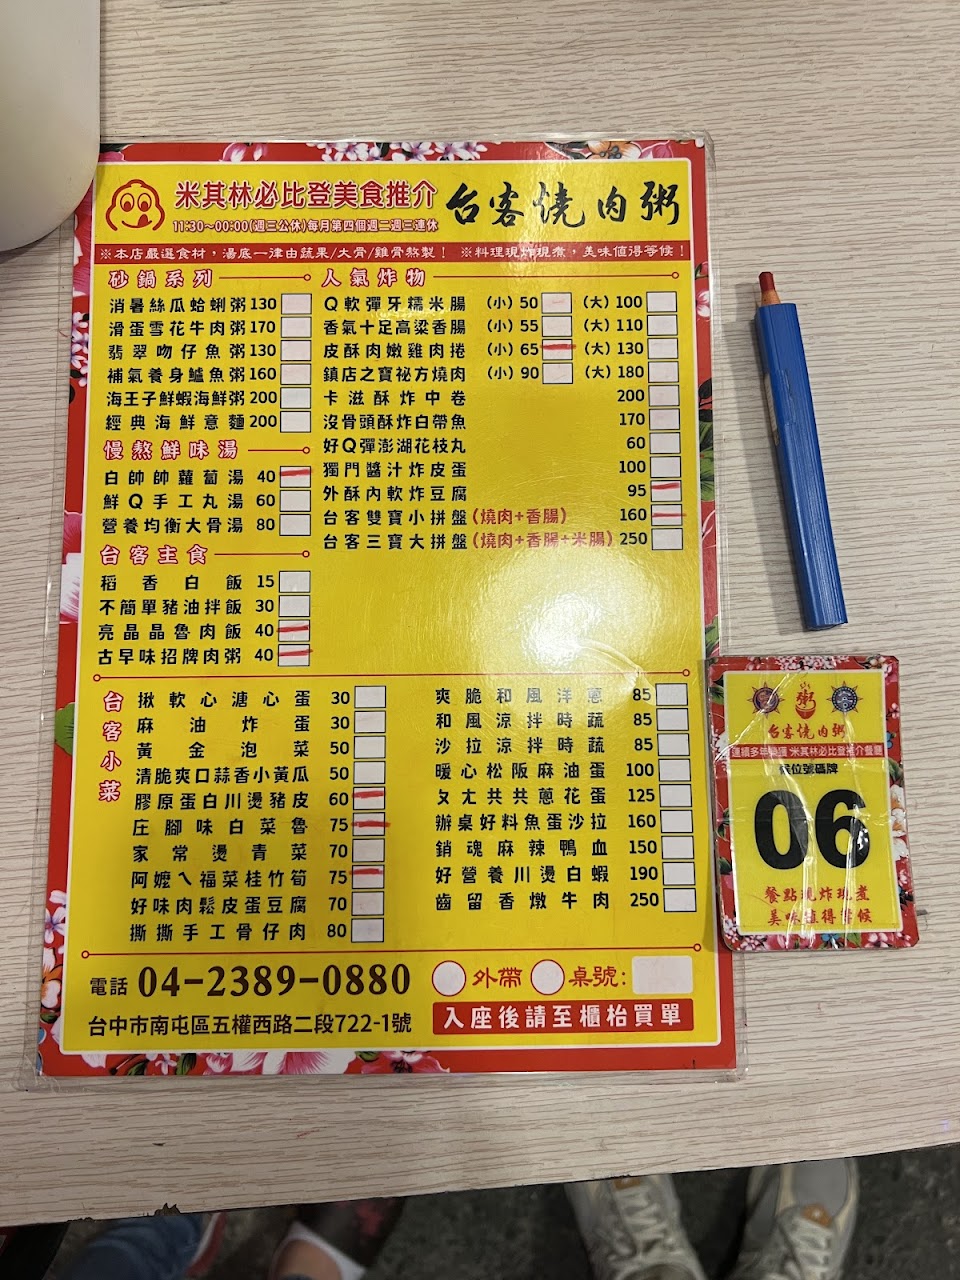 米其林必比登美食推介 台客燒肉粥
11:30~00:00(週三公休)每月第四個週二週三連休
※本店嚴選食材，湯底一津由蔬果/大骨/雞骨熬製！ ※料理現炸現煮，美味值得等候！
砂鍋系列
消暑絲瓜蛤蜊粥 130
滑蛋雪花牛肉粥 170
翡翠吻仔魚粥 130
補氣養身鱸魚粥 160
海王子鮮蝦海鮮粥 200
經典海鮮意麵 200
慢熬鮮味湯
白帥帥蘿蔔湯 40
鮮Q手工丸湯 60
營養均衡大骨湯 80
台客主食
稻香白飯 15
不簡單豬油拌飯 30
亮晶晶魯肉飯 40
古早味招牌肉粥 40
人氣炸物
Q軟彈牙糯米腸 (小) 50 (大) 100
香氣十足高粱香腸 (小) 55 (大) 110
皮酥肉嫩雞肉捲 (小) 65 (大) 130
鎮店之寶祕方燒肉 (小) 90 (大) 180
卡滋酥炸中卷 200
沒骨頭酥炸白帶魚 170
好Q彈澎湖花枝丸 60
獨門醬汁炸皮蛋 100
外酥內軟炸豆腐 95
台客雙寶小拼盤(燒肉+香腸) 160
台客三寶大拼盤(燒肉+香腸+米腸) 250
台客小菜
揪軟心溏心蛋 30
麻油炸蛋 30
黃金泡菜 50
清脆爽口蒜香小黃瓜 50
膠原蛋白川燙豬皮 60
庄腳味白菜魯 75
家常燙青菜 70
阿嬤ㄟ福菜桂竹筍 75
好味肉鬆皮蛋豆腐 70
撕撕手工骨仔肉 80
爽脆和風洋蔥 85
和風涼拌時蔬 85
沙拉涼拌時蔬 85
暖心松阪麻油蛋 100
ㄆㄤ共共蔥花蛋 125
辦桌好料魚蛋沙拉 160
銷魂麻辣鴨血 150
好營養川燙白蝦 190
齒留香燉牛肉 250
電話 04-2389-0880
外帶 桌號:
台中市南屯區五權西路二段722-1號
入座後請至櫃枱買單
粥
台客燒肉粥
米其林必比登推介餐廳
座位號碼牌
06
餐點現炸現煮
美味值得等候